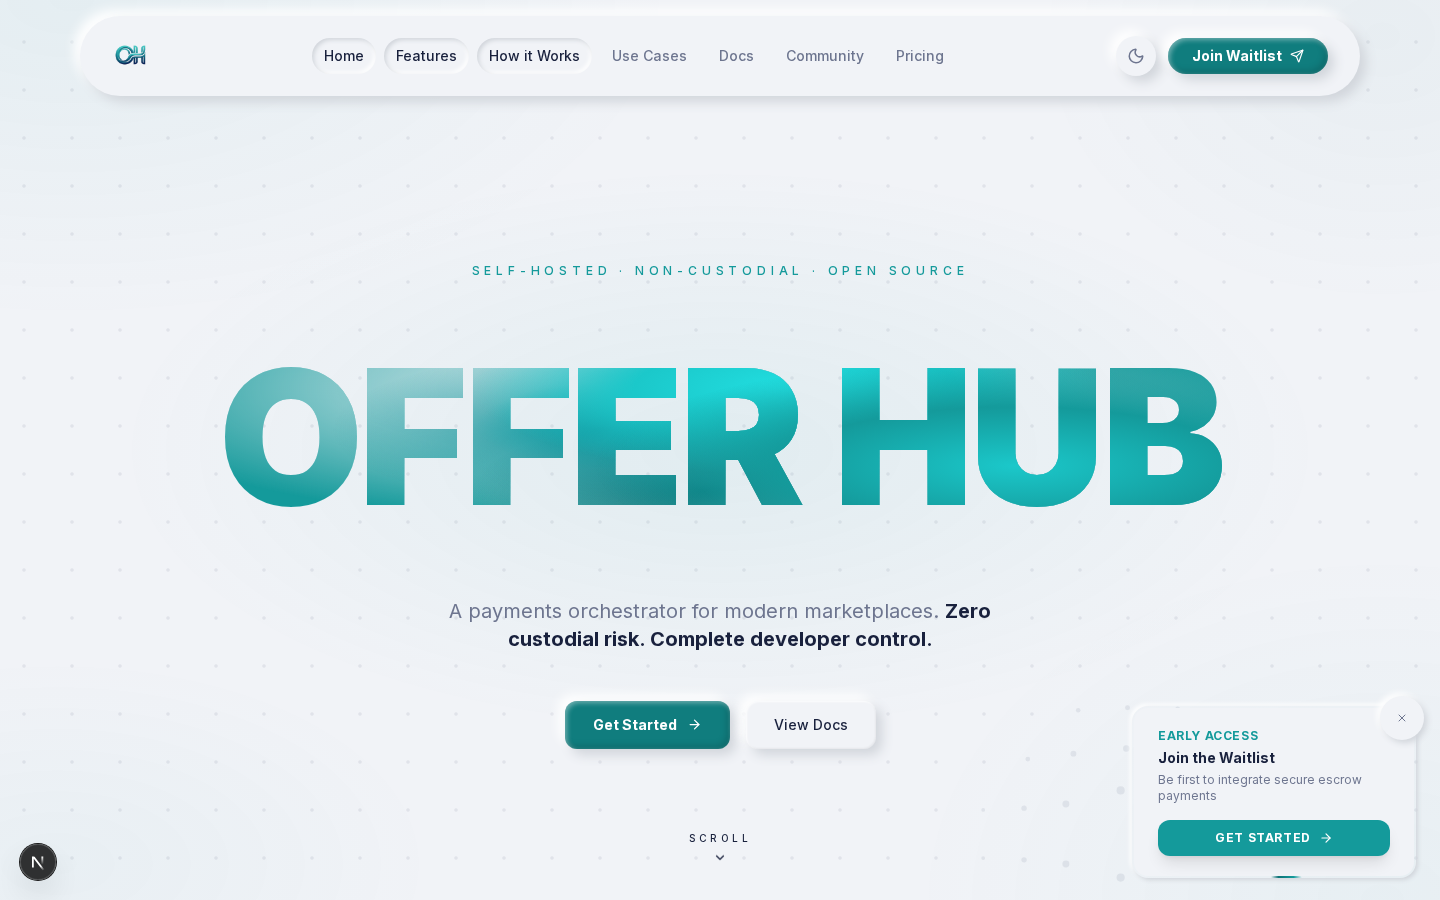 OH
Home Features How it Works Use Cases Docs Community Pricing Join Waitlist
SELF-HOSTED · NON-CUSTODIAL · OPEN SOURCE
OFFER HUB
A payments orchestrator for modern marketplaces. Zero
custodial risk. Complete developer control.
Get Started View Docs
EARLY ACCESS
Join the Waitlist
Be first to integrate secure escrow
payments
GET STARTED
SCROLL
N